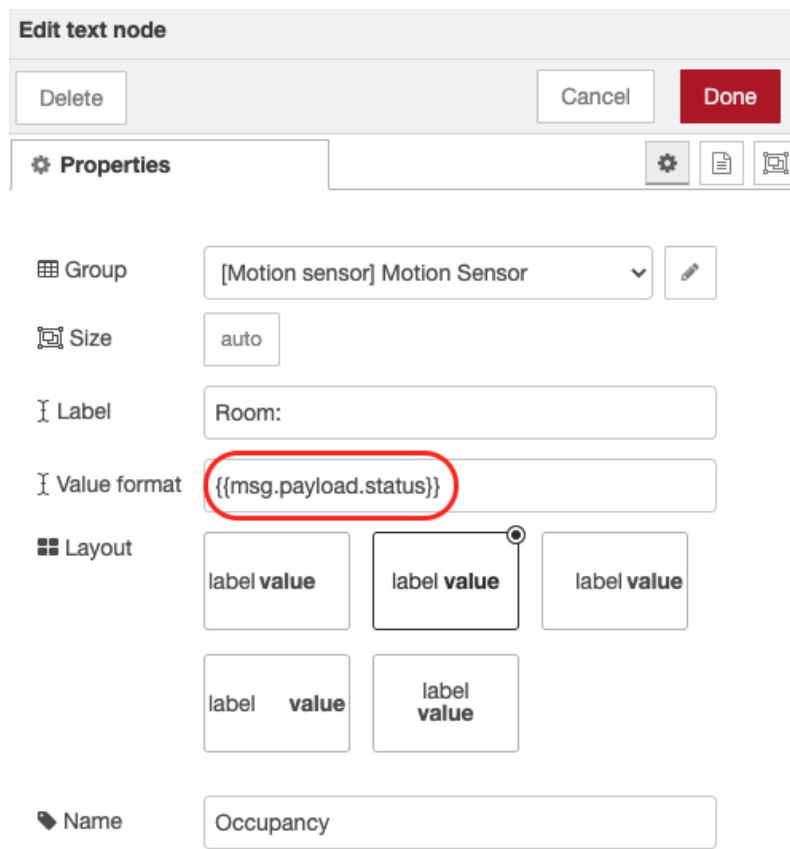 Edit text node
Delete Cancel Done
Properties
Group [Motion sensor] Motion Sensor
Size auto
Label Room:
Value format {{msg.payload.status}}
Layout label value label value label value
label value label
value
Name Occupancy